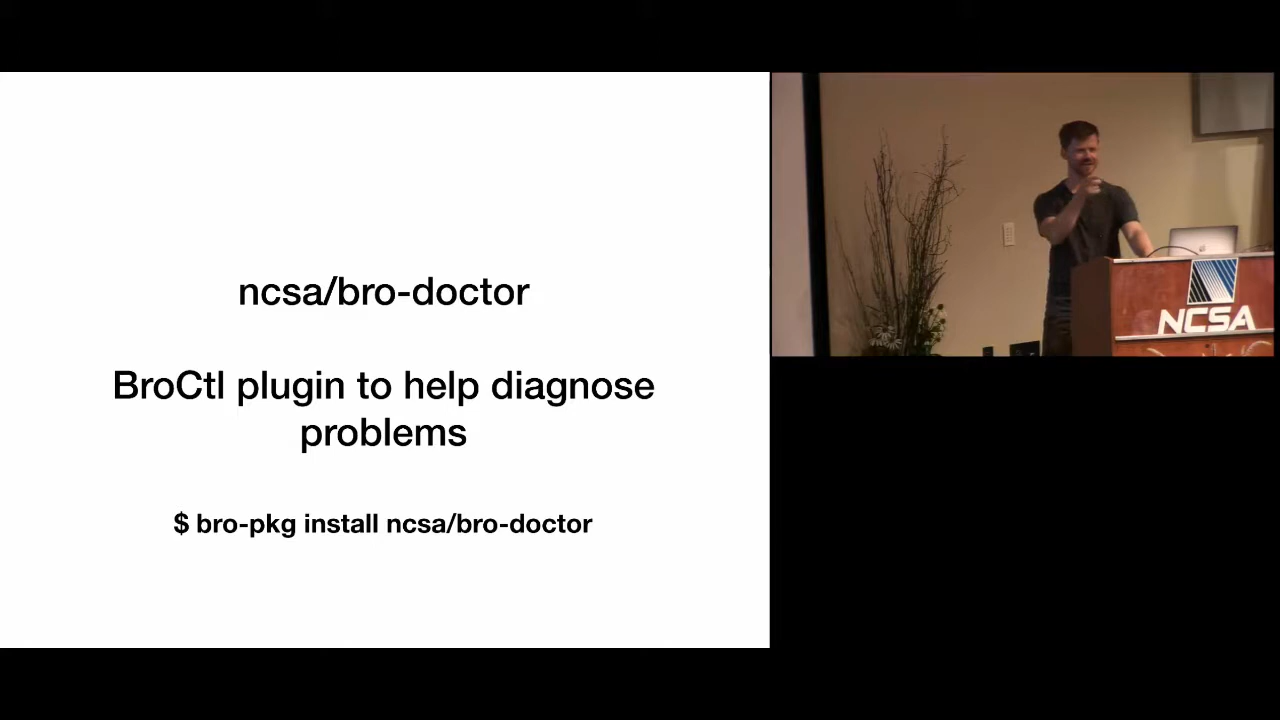 ncsa/bro-doctor
BroCtl plugin to help diagnose
problems
$ bro-pkg install ncsa/bro-doctor
NCSA